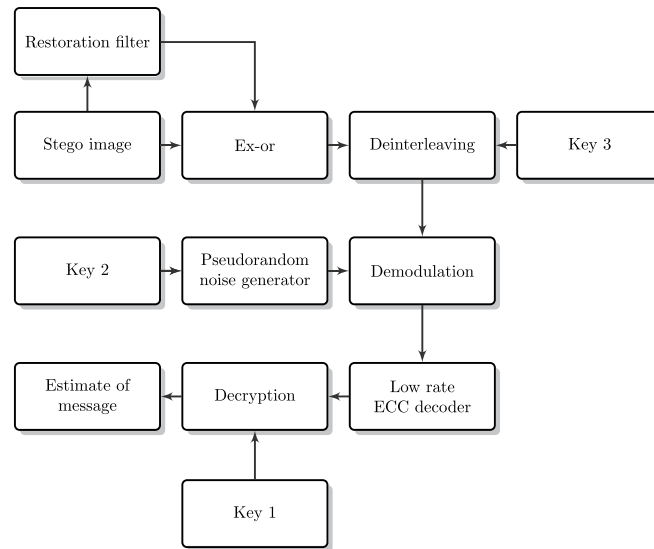 Restoration filter
Stego image
Ex-or
Deinterleaving
Key 3
Key 2
Pseudorandom
noise generator
Demodulation
Estimate of
message
Decryption
Low rate
ECC decoder
Key 1